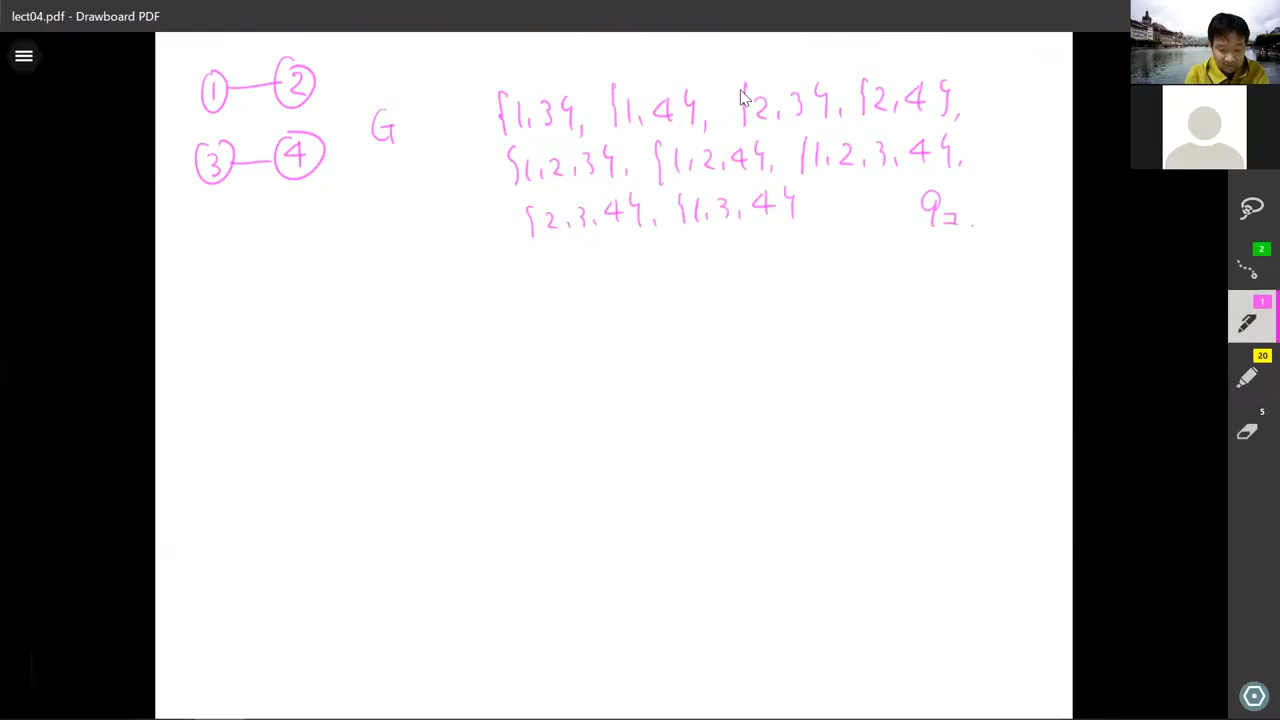 lect04.pdf - Drawboard PDF
① — ②
③ — ④
G
{1,3}, {1,4}, {2,3}, {2,4},
{1,2,3}, {1,2,4}, {1,2,3,4},
{2,3,4}, {1,3,4}
2
1
20
5